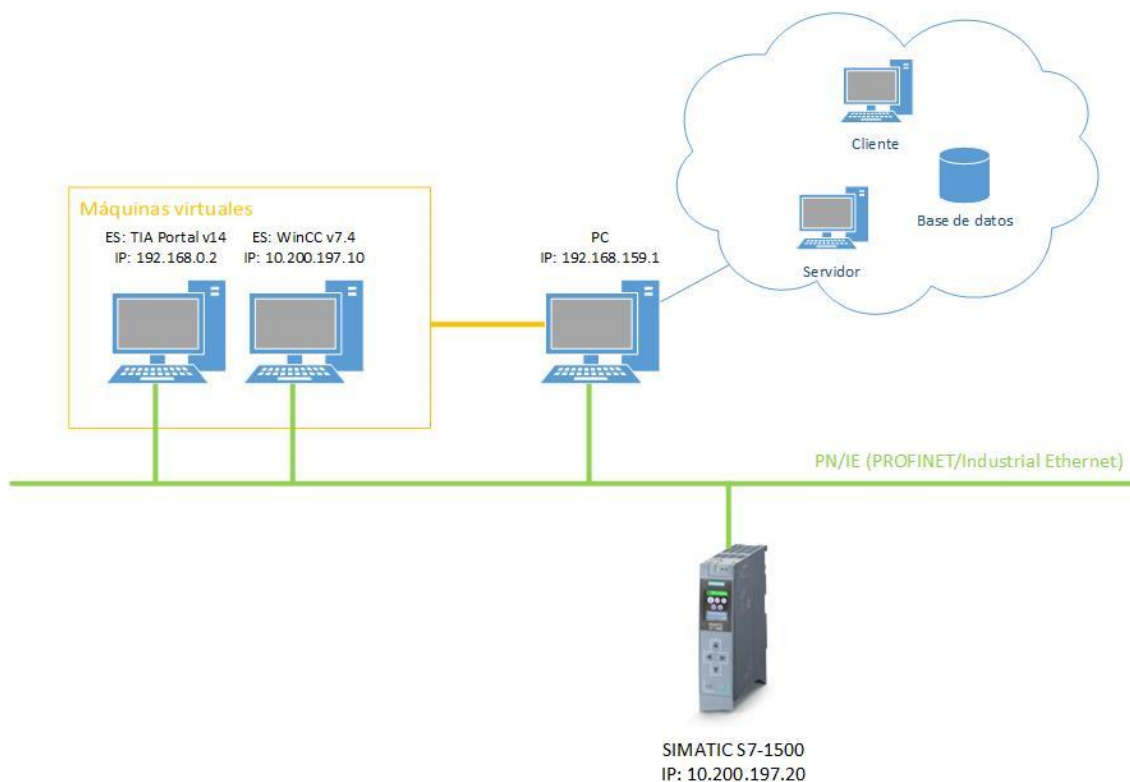 Cliente
Base de datos
Servidor
Máquinas virtuales
ES: TIA Portal v14
IP: 192.168.0.2
ES: WinCC v7.4
IP: 10.200.197.10
PC
IP: 192.168.159.1
PN/IE (PROFINET/Industrial Ethernet)
SIMATIC S7-1500
IP: 10.200.197.20